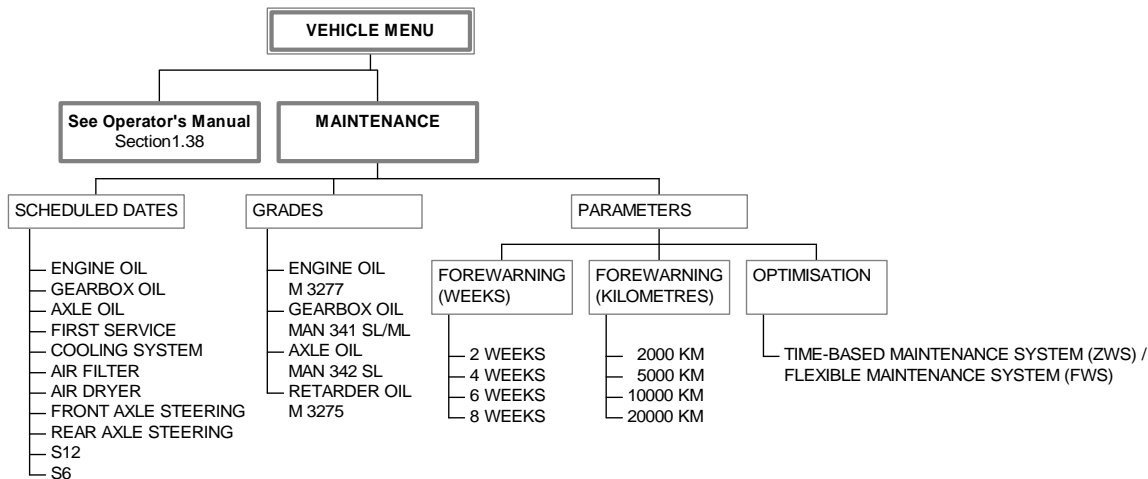 VEHICLE MENU
See Operator's Manual
Section1.38
MAINTENANCE
SCHEDULED DATES
ENGINE OIL
GEARBOX OIL
AXLE OIL
FIRST SERVICE
COOLING SYSTEM
AIR FILTER
AIR DRYER
FRONT AXLE STEERING
REAR AXLE STEERING
S12
S6
GRADES
ENGINE OIL
M 3277
GEARBOX OIL
MAN 341 SL/ML
AXLE OIL
MAN 342 SL
RETARDER OIL
M 3275
PARAMETERS
FOREWARNING
(WEEKS)
2 WEEKS
4 WEEKS
6 WEEKS
8 WEEKS
FOREWARNING
(KILOMETRES)
2000 KM
5000 KM
10000 KM
20000 KM
OPTIMISATION
TIME-BASED MAINTENANCE SYSTEM (ZWS) /
FLEXIBLE MAINTENANCE SYSTEM (FWS)